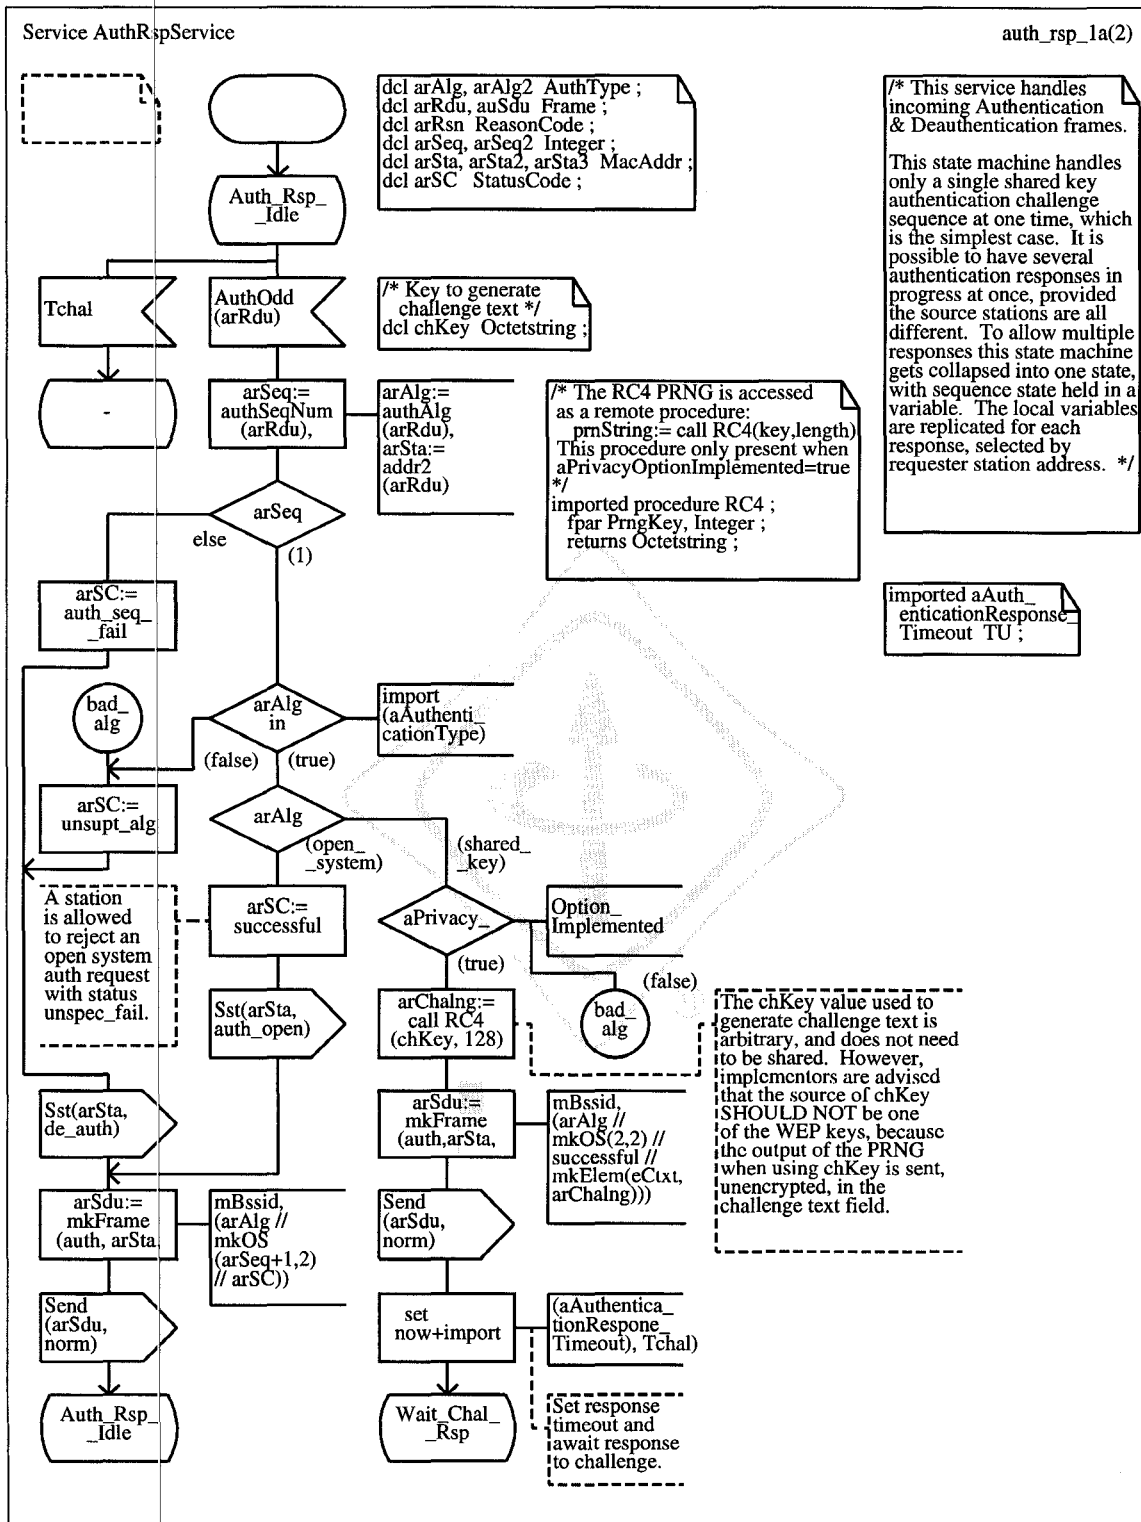 Service AuthRspService
auth_rsp_1a(2)
dcl arAlg, arAlg2 AuthType ;
dcl arRdu, auSdu Frame ;
dcl arRsn ReasonCode ;
dcl arSeq, arSeq2 Integer ;
dcl arSta, arSta2, arSta3 MacAddr ;
dcl arSC StatusCode ;
/* This service handles
incoming Authentication
& Deauthentication frames.
This state machine handles
only a single shared key
authentication challenge
sequence at one time, which
is the simplest case. It is
possible to have several
authentication responses in
progress at once, provided
the source stations are all
different. To allow multiple
responses this state machine
gets collapsed into one state,
with sequence state held in a
variable. The local variables
are replicated for each
response, selected by
requester station address. */
Auth_Rsp_
_Idle
Tchal
AuthOdd
(arRdu)
/* Key to generate
challenge text */
dcl chKey Octetstring ;
-
arSeq:=
authSeqNum
(arRdu),
arAlg:=
authAlg
(arRdu),
arSta:=
addr2
(arRdu)
/* The RC4 PRNG is accessed
as a remote procedure:
prnString:= call RC4(key,length)
This procedure only present when
aPrivacyOptionImplemented=true
*/
imported procedure RC4 ;
fpar PrngKey, Integer ;
returns Octetstring ;
arSeq
else
(1)
arSC:=
auth_seq_
_fail
imported aAuth_
enticationResponse_
Timeout TU ;
bad_
alg
arAlg
in
import
(aAuthenti_
cationType)
(false)
(true)
arSC:=
unsupt_alg
arAlg
(open_
_system)
(shared_
_key)
A station
is allowed
to reject an
open system
auth request
with status
unspec_fail.
arSC:=
successful
aPrivacy_
Option_
Implemented
(true)
(false)
Sst(arSta,
auth_open)
arChalng:=
call RC4
(chKey, 128)
bad_
alg
The chKey value used to
generate challenge text is
arbitrary, and does not need
to be shared. However,
implementors are advised
that the source of chKey
SHOULD NOT be one
of the WEP keys, because
the output of the PRNG
when using chKey is sent,
unencrypted, in the
challenge text field.
Sst(arSta,
de_auth)
arSdu:=
mkFrame
(auth,arSta,
mBssid,
(arAlg //
mkOS(2,2) //
successful //
mkElem(eCtxt,
arChalng)))
arSdu:=
mkFrame
(auth, arSta
mBssid,
(arAlg //
mkOS
(arSeq+1,2)
// arSC))
Send
(arSdu,
norm)
Send
(arSdu,
norm)
set
now+import
(aAuthentica_
tionRespone_
Timeout), Tchal)
Auth_Rsp_
_Idle
Wait_Chal_
_Rsp
Set response
timeout and
await response
to challenge.